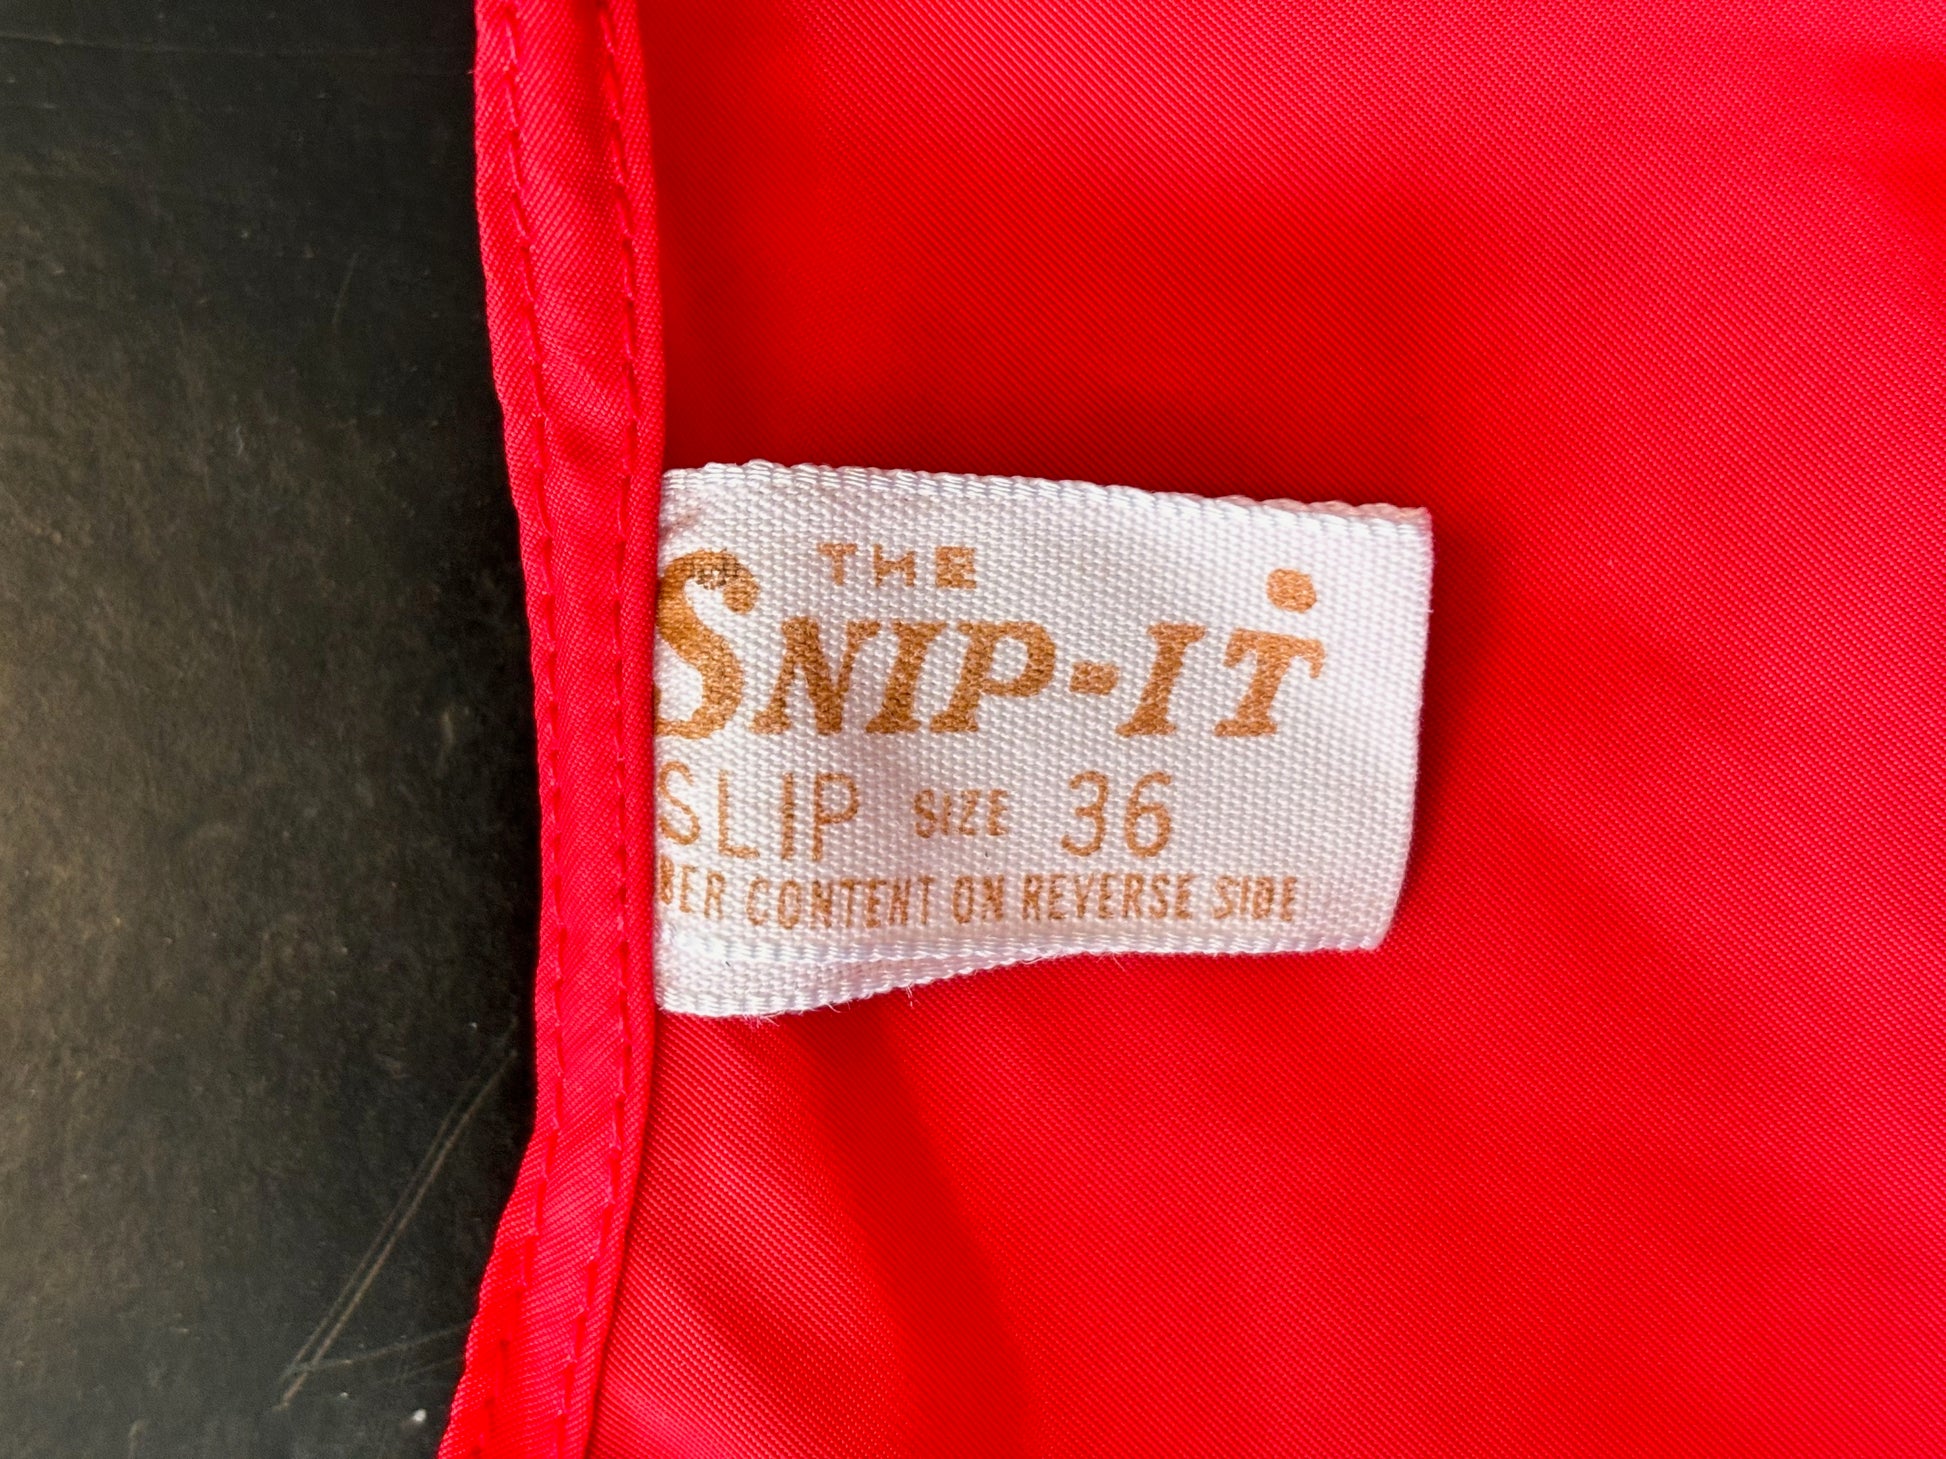 THE
SNIP-IT
SLIP SIZE 36
BER CONTENT ON REVERSE SIDE